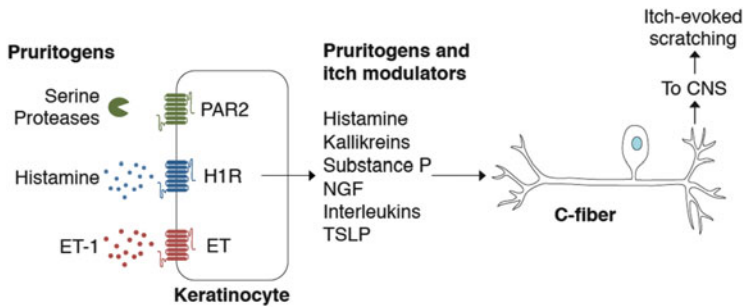 Pruritogens
Serine
Proteases
PAR2
Histamine
H1R
ET-1
ET
Keratinocyte
Pruritogens and
itch modulators
Histamine
Kallikreins
Substance P
NGF
Interleukins
TSLP
Itch-evoked
scratching
To CNS
C-fiber